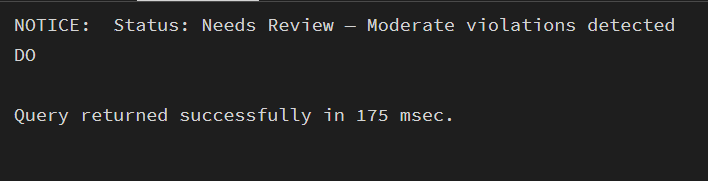 NOTICE:  Status: Needs Review – Moderate violations detected
DO
Query returned successfully in 175 msec.